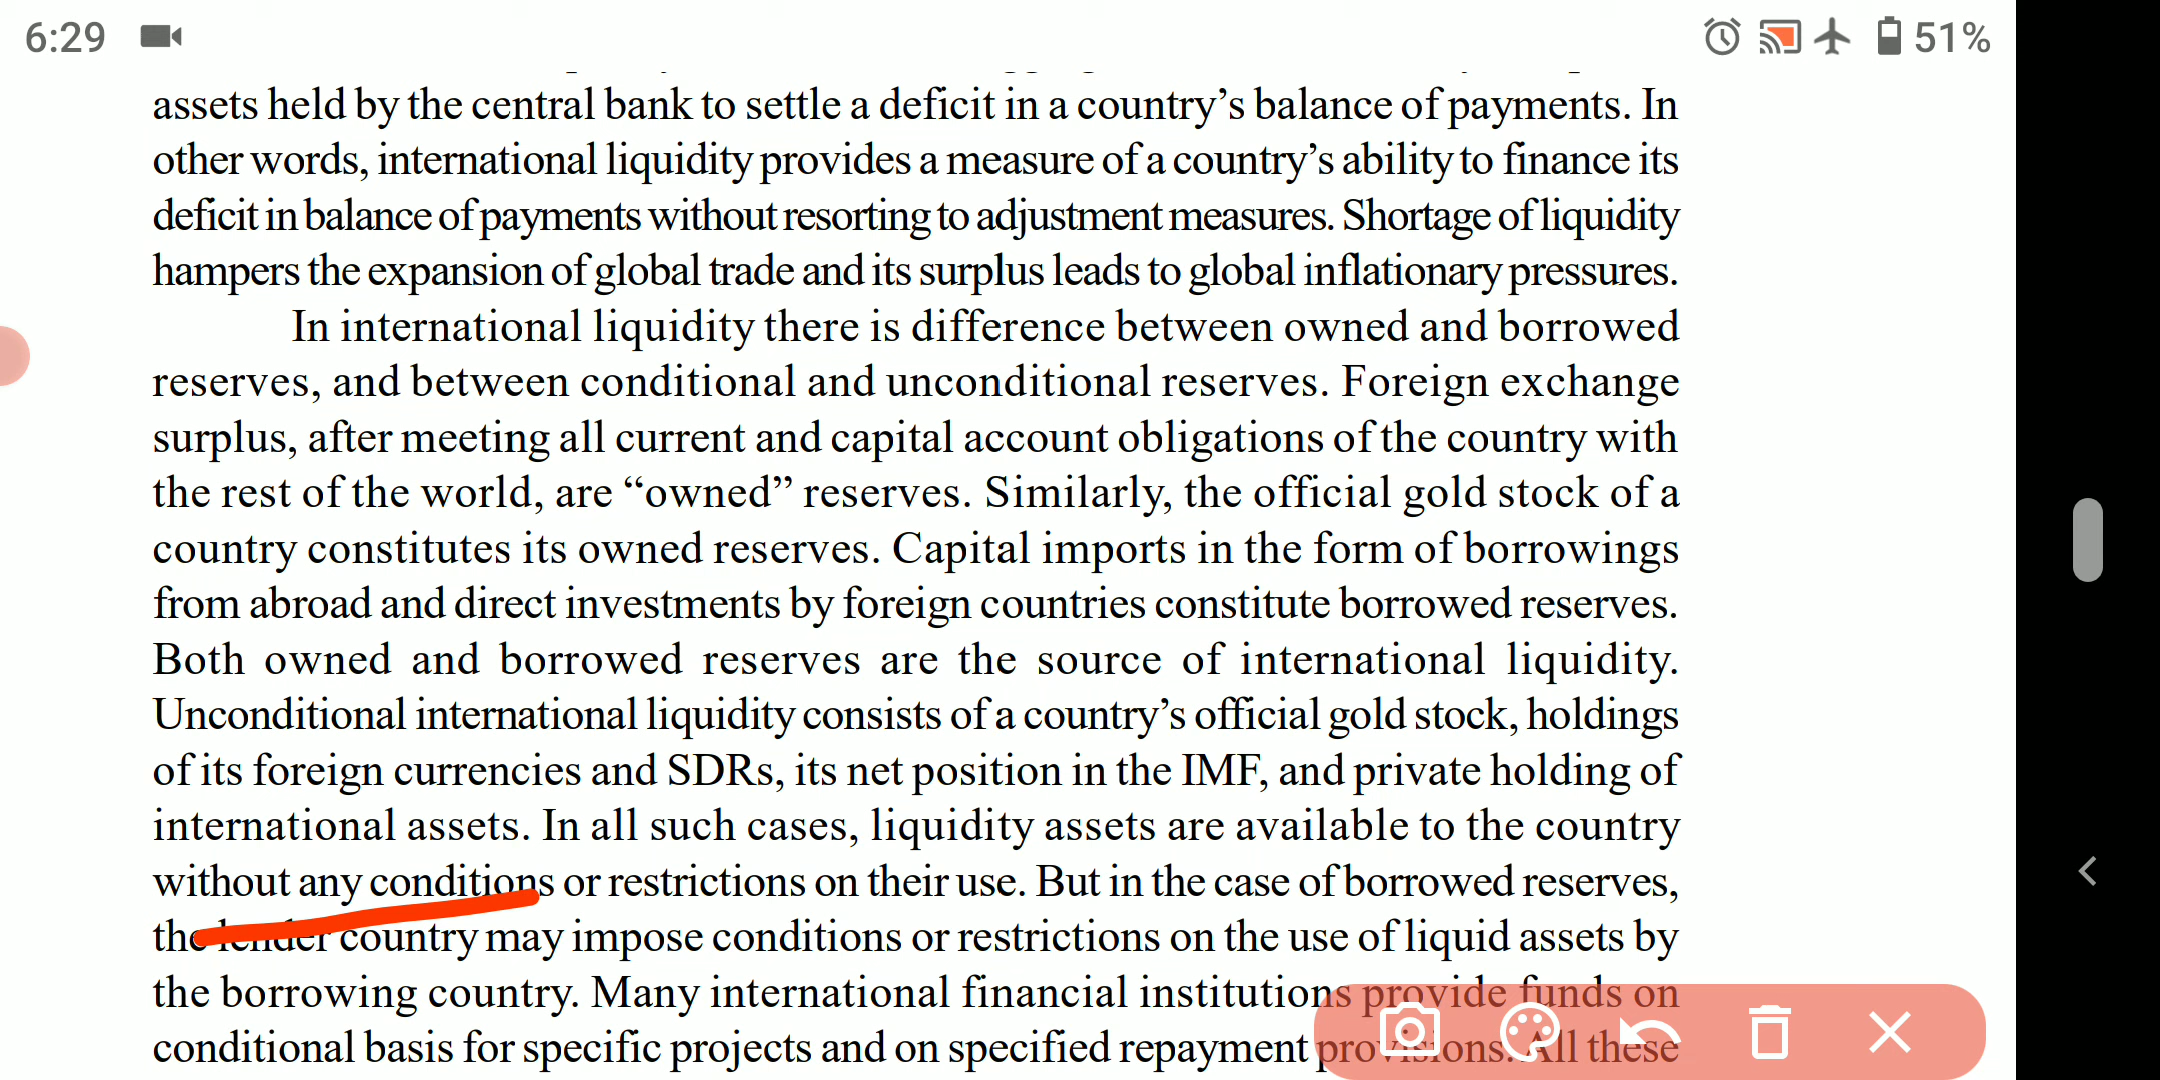 6:29
51%
assets held by the central bank to settle a deficit in a country’s balance of payments. In
other words, international liquidity provides a measure of a country’s ability to finance its
deficit in balance of payments without resorting to adjustment measures. Shortage of liquidity
hampers the expansion of global trade and its surplus leads to global inflationary pressures.
In international liquidity there is difference between owned and borrowed
reserves, and between conditional and unconditional reserves. Foreign exchange
surplus, after meeting all current and capital account obligations of the country with
the rest of the world, are “owned” reserves. Similarly, the official gold stock of a
country constitutes its owned reserves. Capital imports in the form of borrowings
from abroad and direct investments by foreign countries constitute borrowed reserves.
Both owned and borrowed reserves are the source of international liquidity.
Unconditional international liquidity consists of a country’s official gold stock, holdings
of its foreign currencies and SDRs, its net position in the IMF, and private holding of
international assets. In all such cases, liquidity assets are available to the country
without any conditions or restrictions on their use. But in the case of borrowed reserves,
the lender country may impose conditions or restrictions on the use of liquid assets by
the borrowing country. Many international financial institutions provide funds on
conditional basis for specific projects and on specified repayment provisions. All these